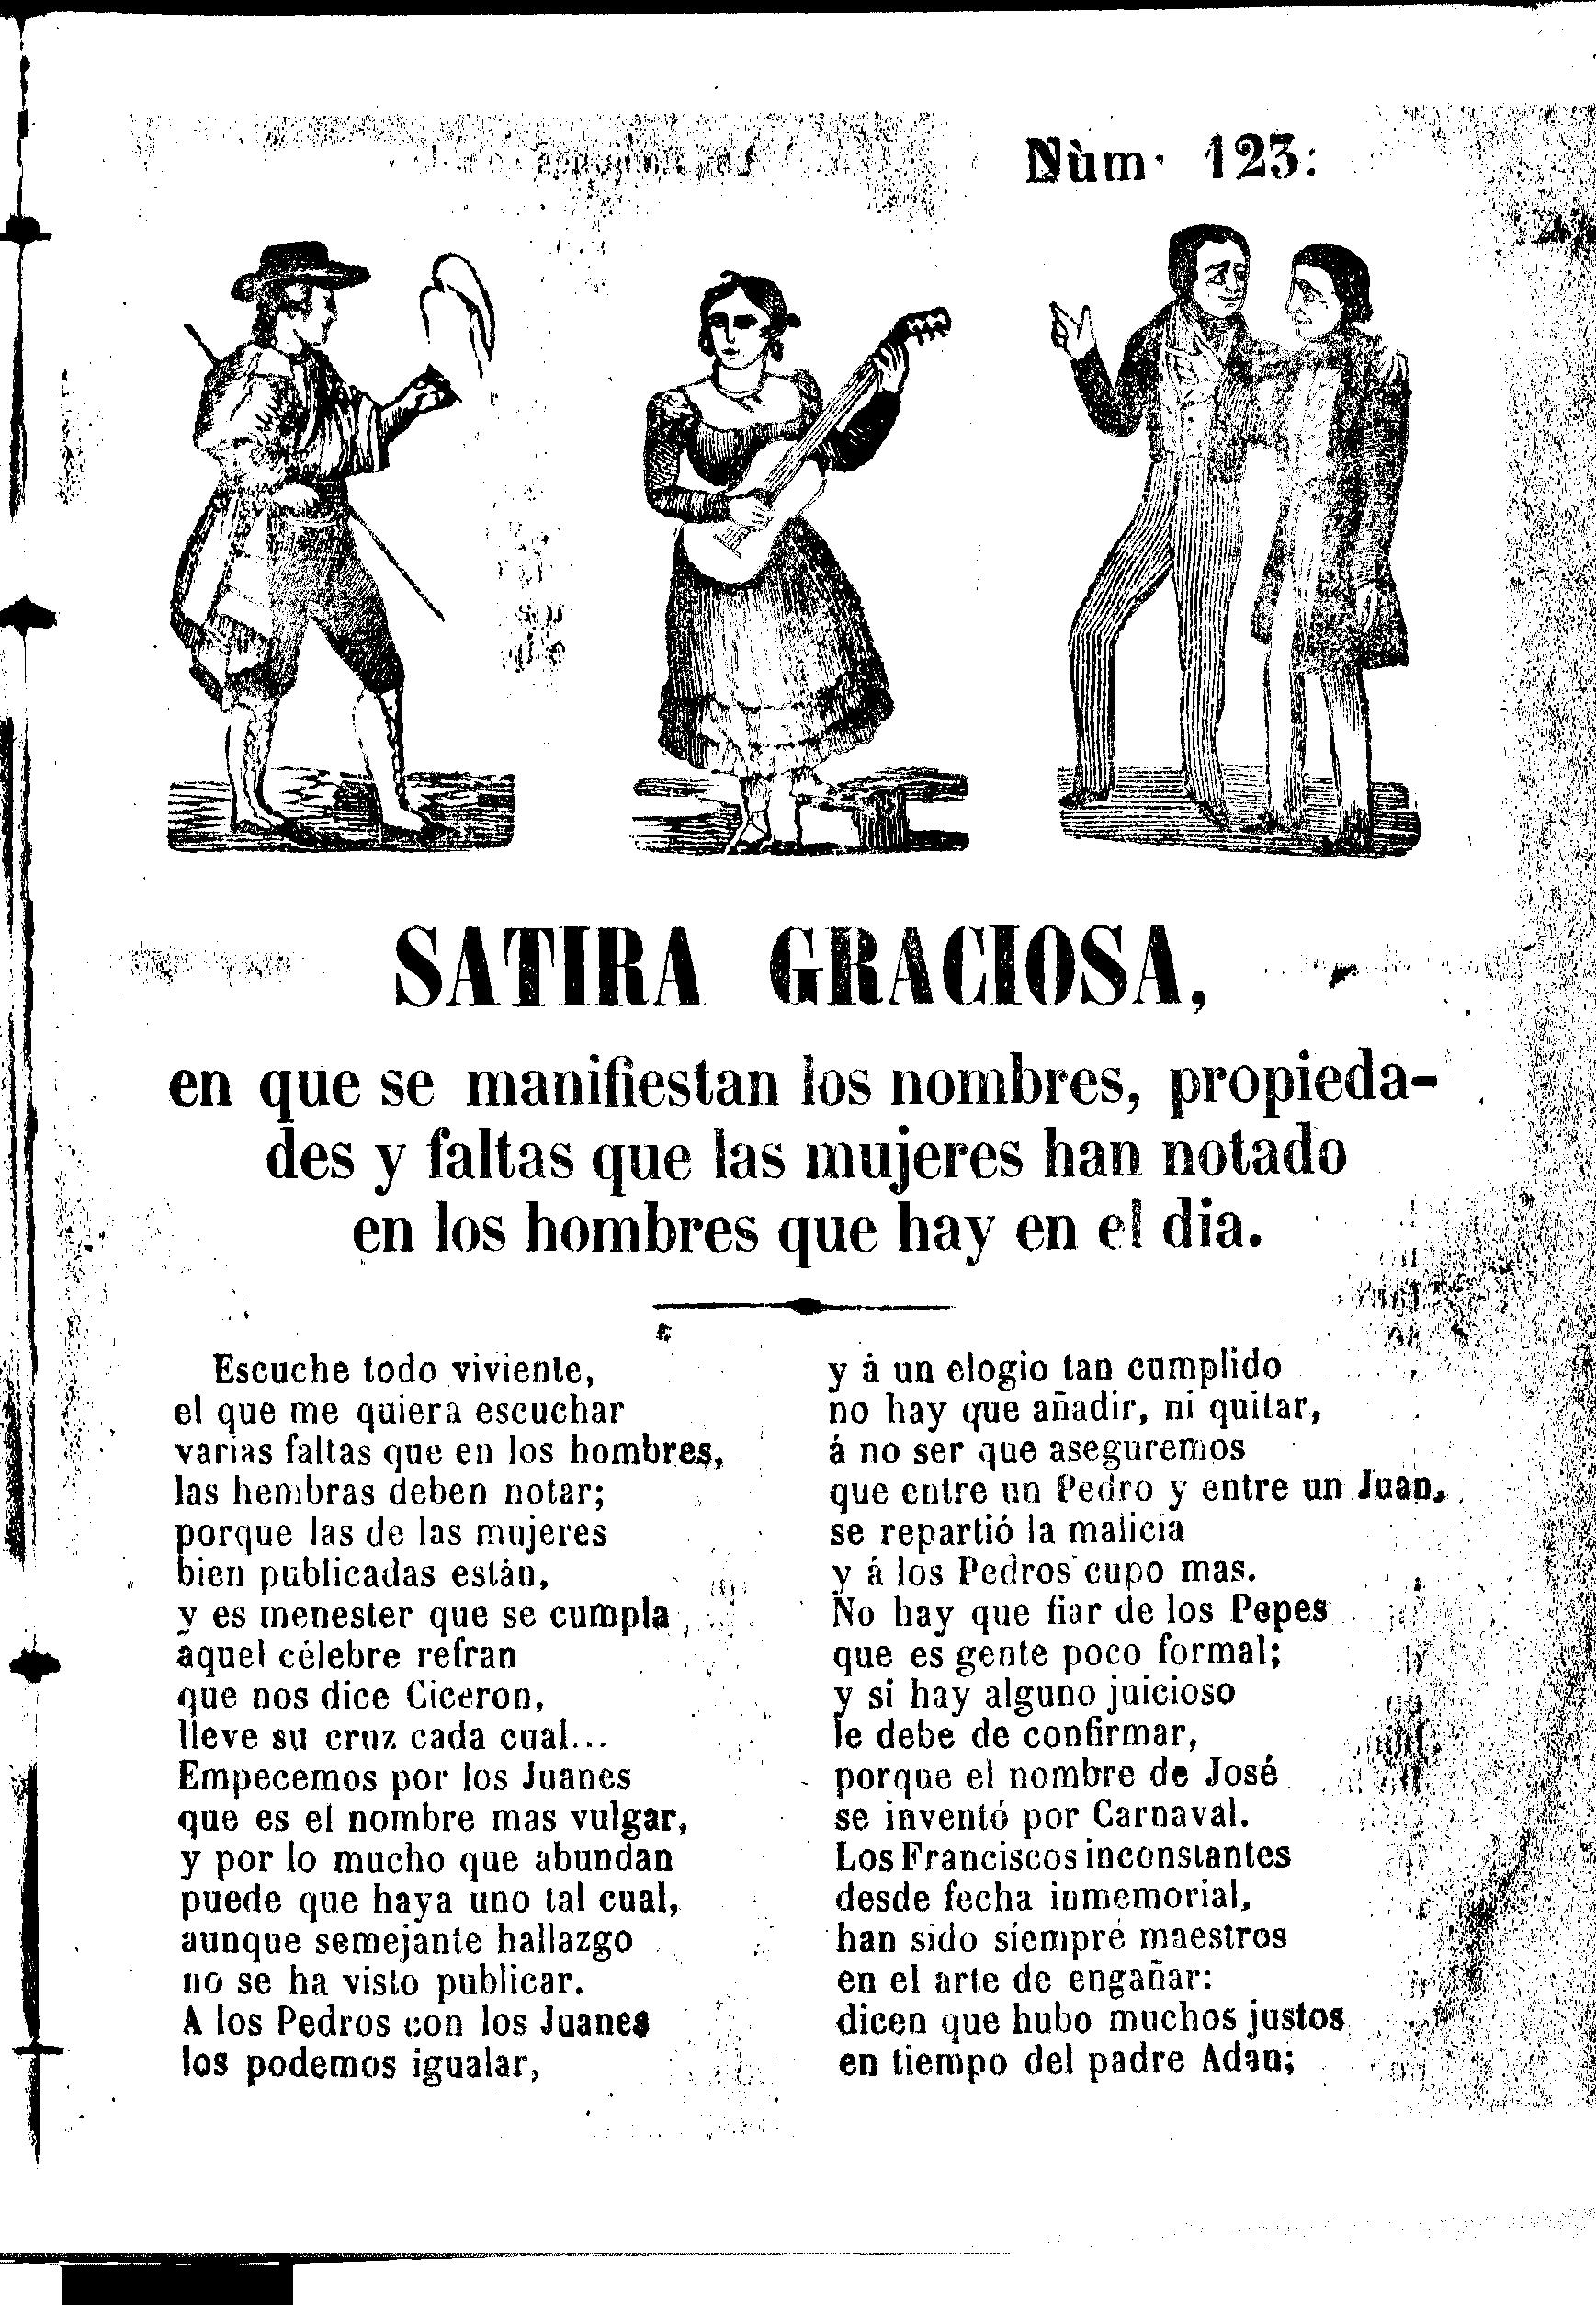 Nùm· 123:
SATIRA GRACIOSA,
en que se manifiestan los nombres, propieda-
des y faltas que las mujeres han notado
en los hombres que hay en el dia.
Escuche todo viviente,
el que me quiera escuchar
varias faltas que en los hombres,
las hembras deben notar;
porque las de las mujeres
bien publicadas están,
y es menester que se cumpla
aquel célebre refran
que nos dice Ciceron,
lleve su cruz cada cual...
Empecemos por los Juanes
que es el nombre mas vulgar,
y por lo mucho que abundan
puede que haya uno tal cual,
aunque semejante hallazgo
no se ha visto publicar.
A los Pedros con los Juanes
los podemos igualar,
y á un elogio tan cumplido
no hay que añadir, ni quitar,
á no ser que aseguremos
que entre un Pedro y entre un Juan,
se repartió la malicia
y á los Pedros cupo mas.
No hay que fiar de los Pepes
que es gente poco formal;
y si hay alguno juicioso
le debe de confirmar,
porque el nombre de José
se inventó por Carnaval.
Los Franciscos inconstantes
desde fecha inmemorial,
han sido siempre maestros
en el arte de engañar:
dicen que hubo muchos justos
en tiempo del padre Adan;